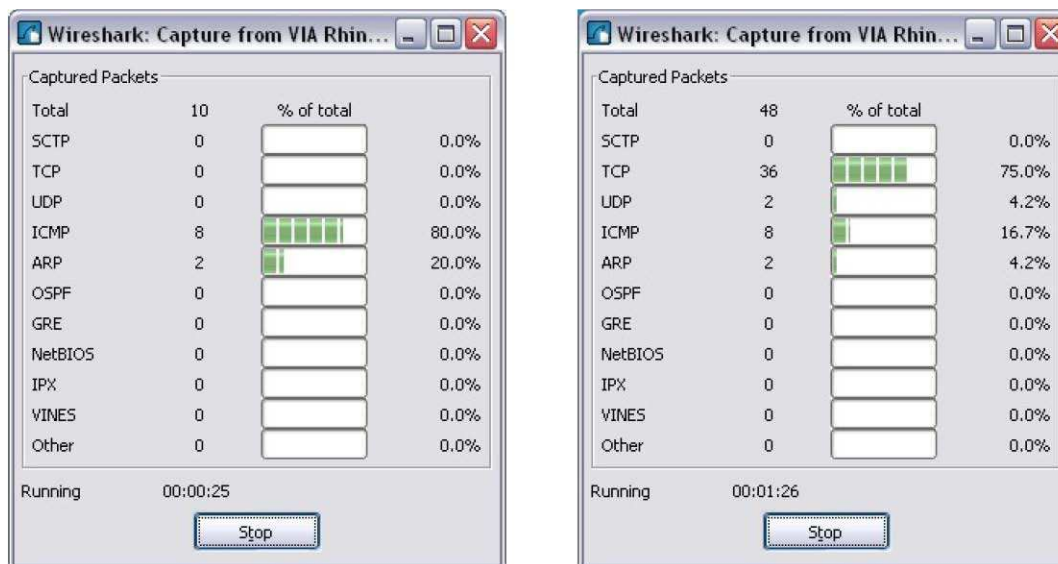 Wireshark: Capture from VIA Rhin...
Captured Packets
Total 10 % of total
SCTP 0 0.0%
TCP 0 0.0%
UDP 0 0.0%
ICMP 8 80.0%
ARP 2 20.0%
OSPF 0 0.0%
GRE 0 0.0%
NetBIOS 0 0.0%
IPX 0 0.0%
VINES 0 0.0%
Other 0 0.0%
Running 00:00:25
Stop
Wireshark: Capture from VIA Rhin...
Captured Packets
Total 48 % of total
SCTP 0 0.0%
TCP 36 75.0%
UDP 2 4.2%
ICMP 8 16.7%
ARP 2 4.2%
OSPF 0 0.0%
GRE 0 0.0%
NetBIOS 0 0.0%
IPX 0 0.0%
VINES 0 0.0%
Other 0 0.0%
Running 00:01:26
Stop